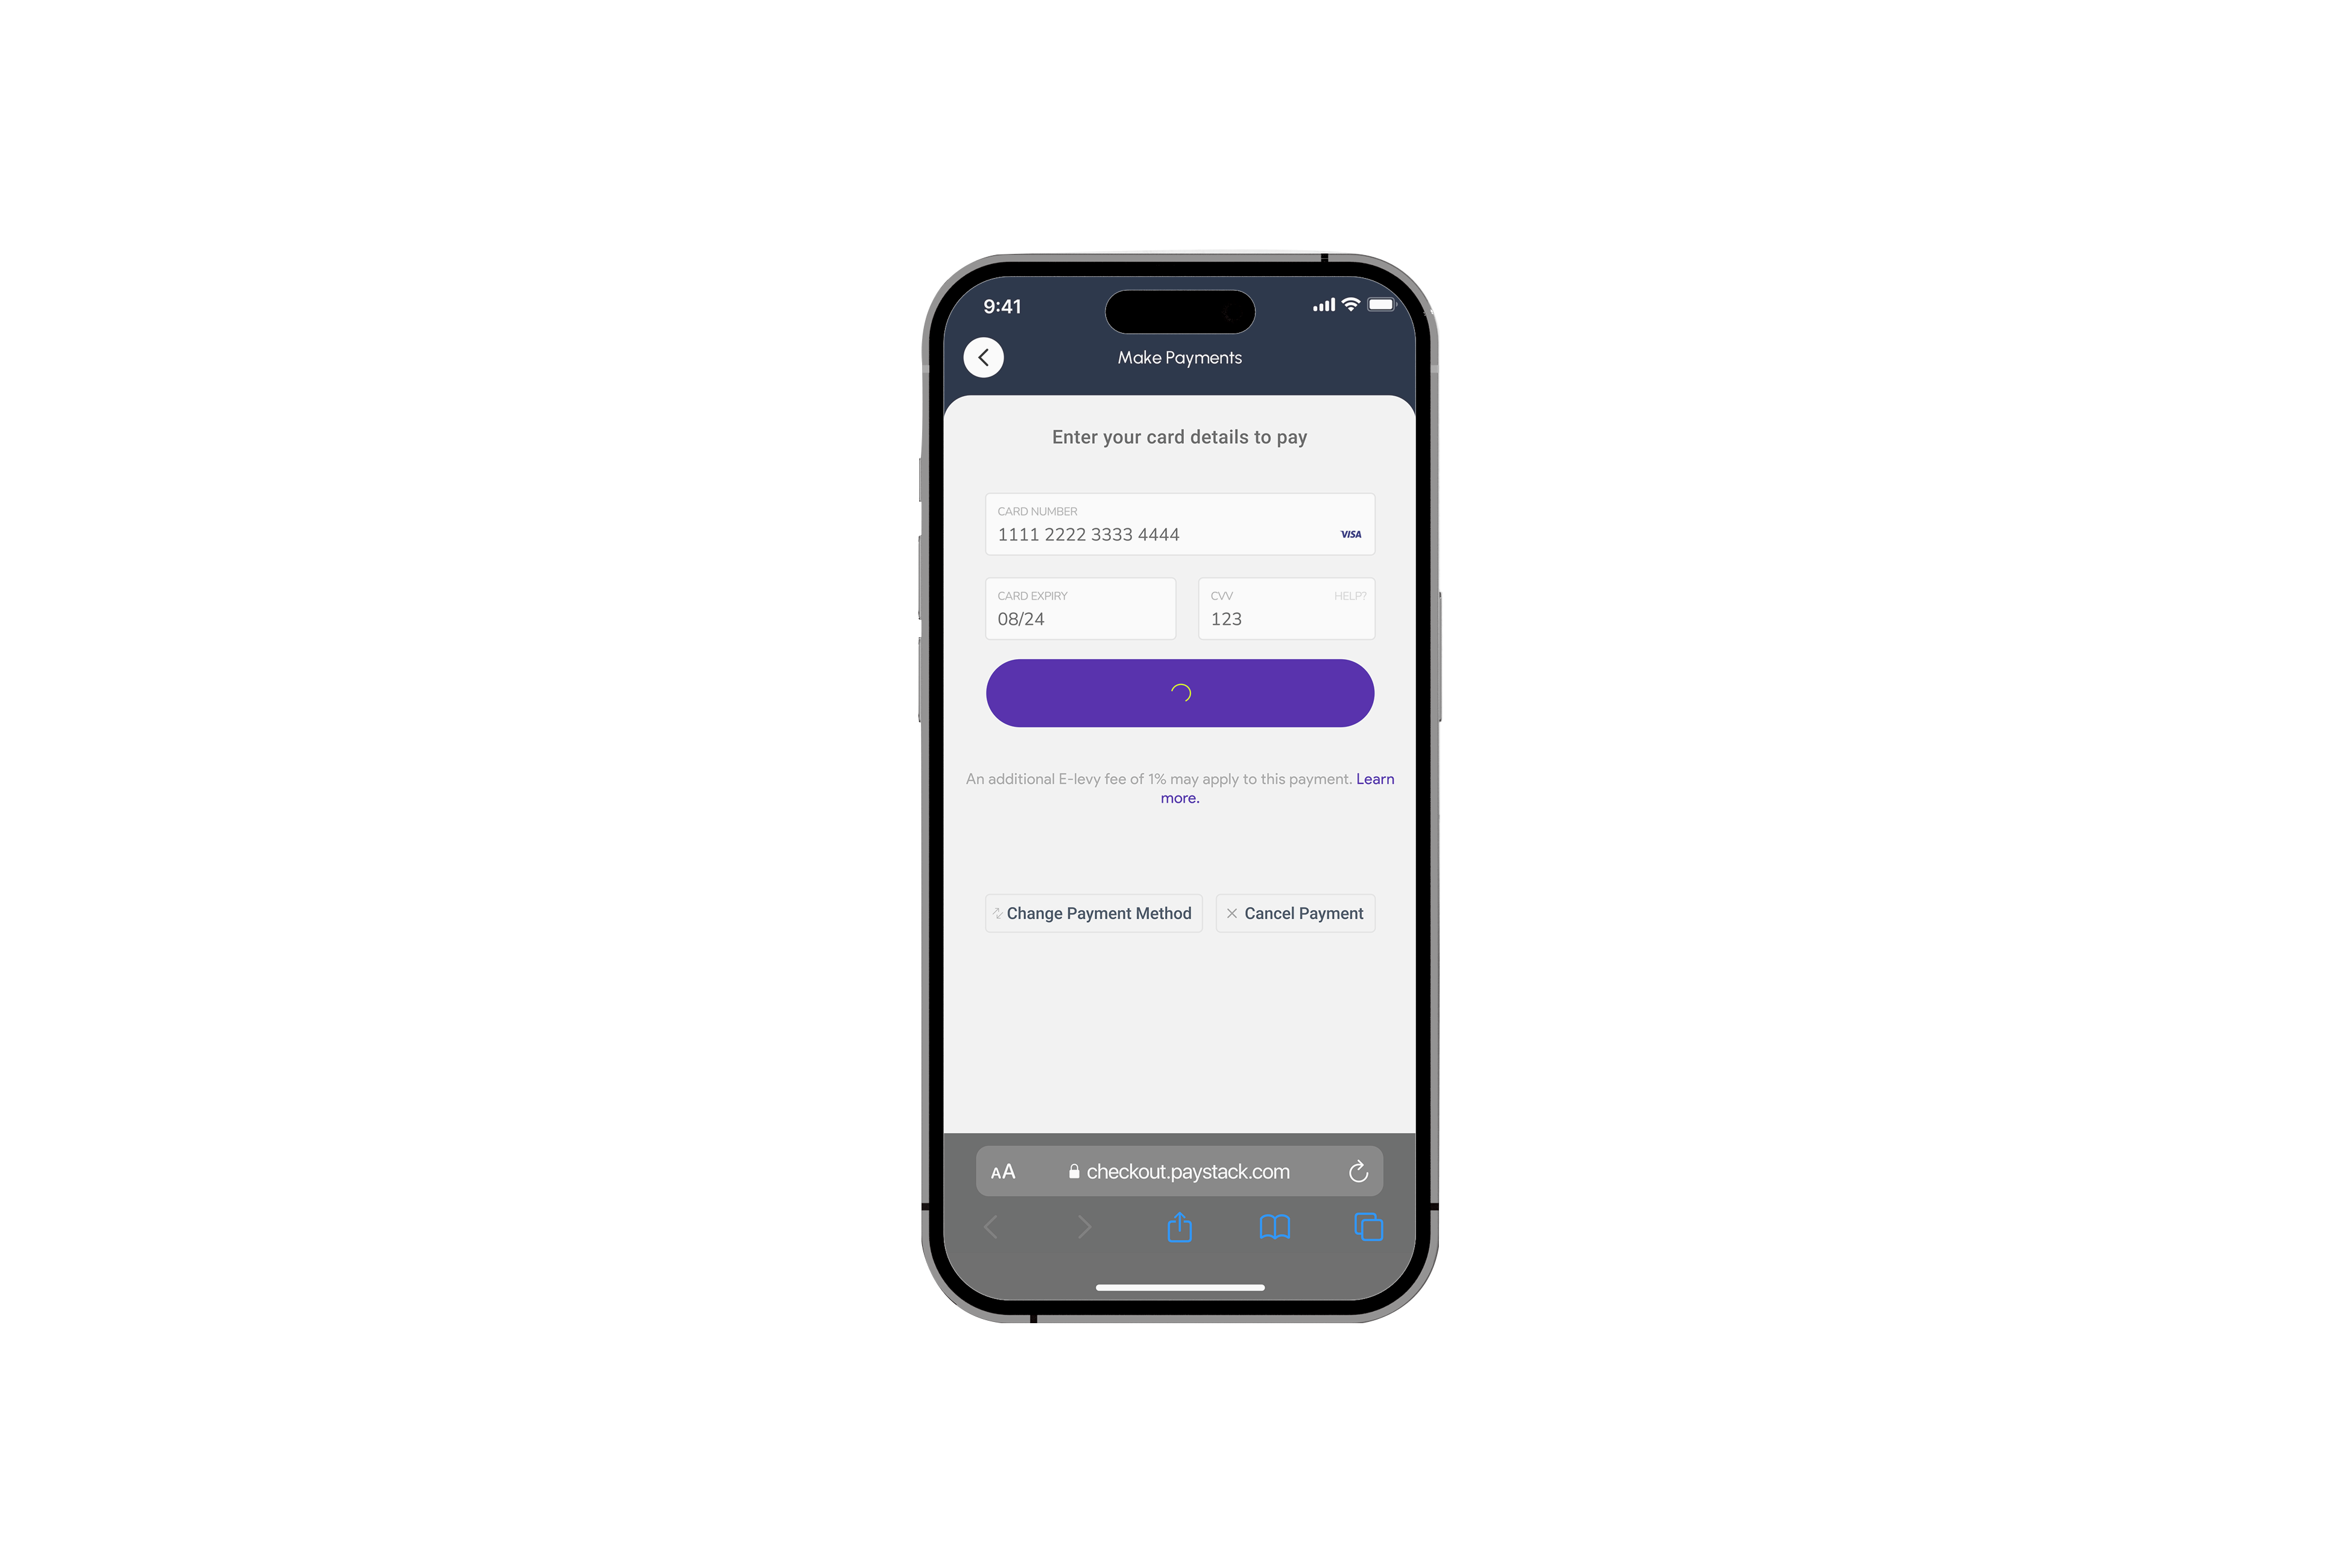 9:41
Make Payments
Enter your card details to pay
CARD NUMBER
1111 2222 3333 4444
VISA
CARD EXPIRY
08/24
CVV
HELP?
123
An additional E-levy fee of 1% may apply to this payment. Learn
more.
Change Payment Method
Cancel Payment
AA
checkout.paystack.com